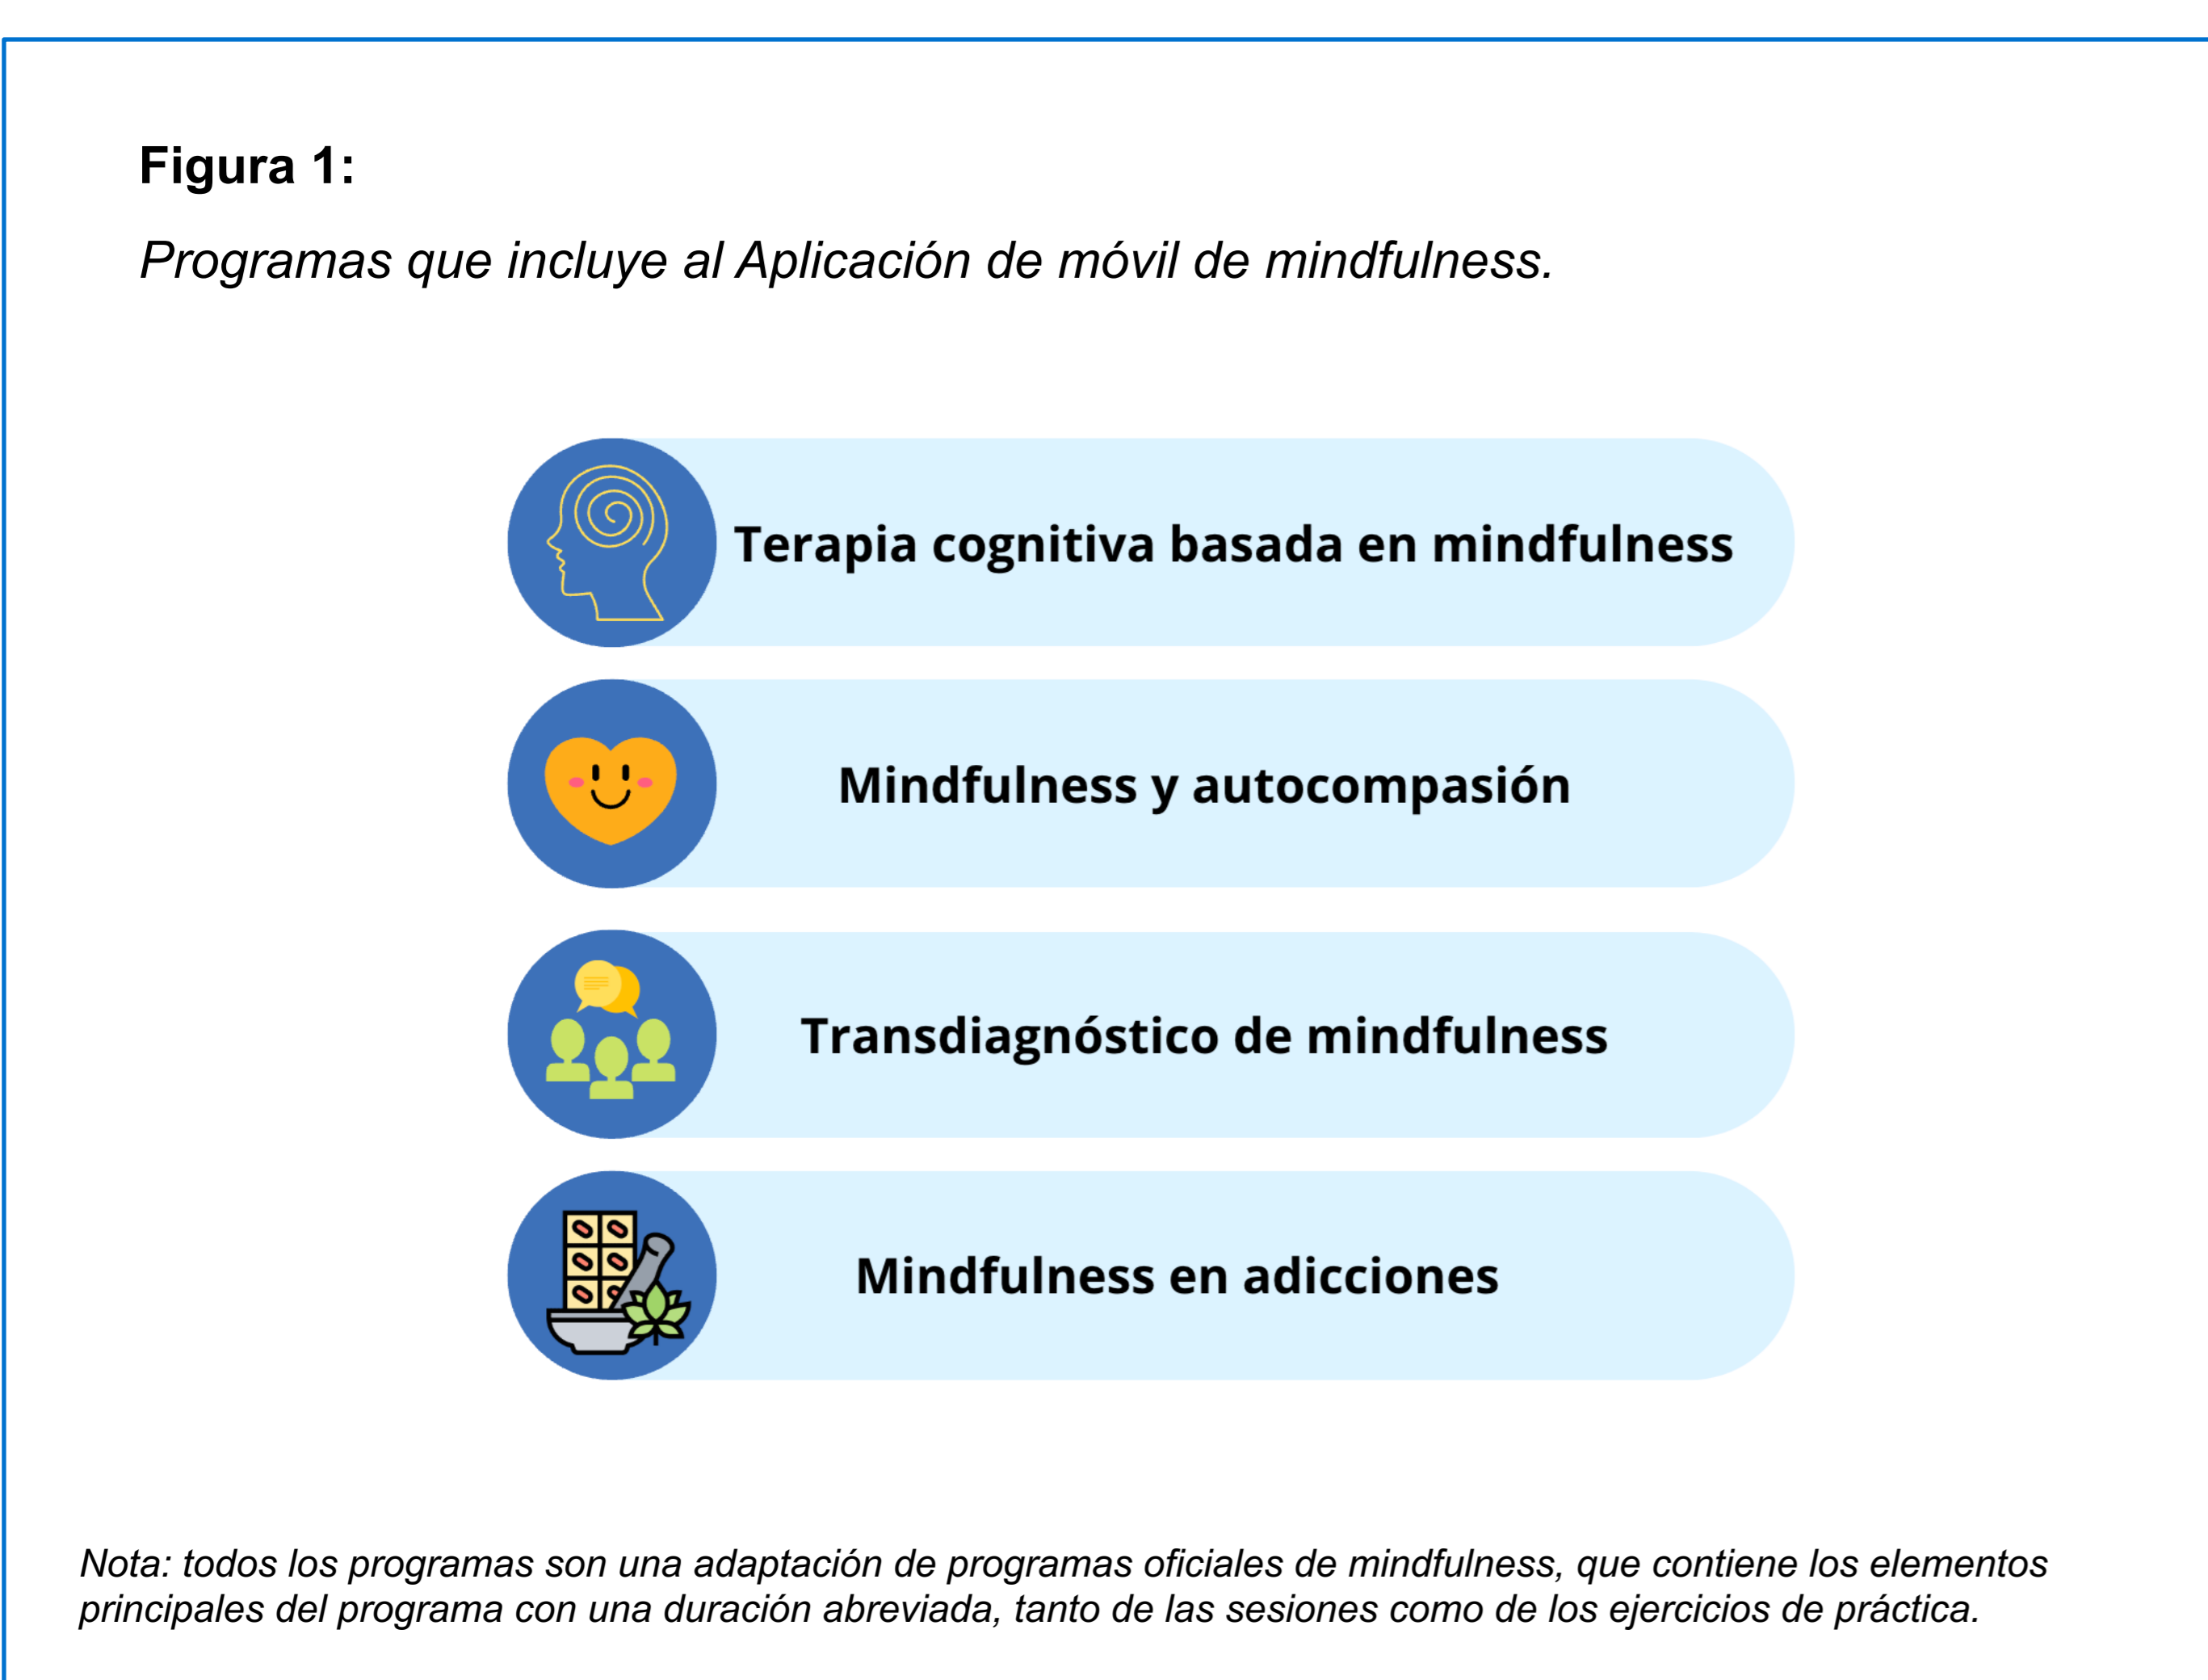 Figura 1:
Programas que incluye al Aplicación de móvil de mindfulness.
Terapia cognitiva basada en mindfulness
Mindfulness y autocompasión
Transdiagnóstico de mindfulness
Mindfulness en adicciones
Nota: todos los programas son una adaptación de programas oficiales de mindfulness, que contiene los elementos
principales del programa con una duración abreviada, tanto de las sesiones como de los ejercicios de práctica.